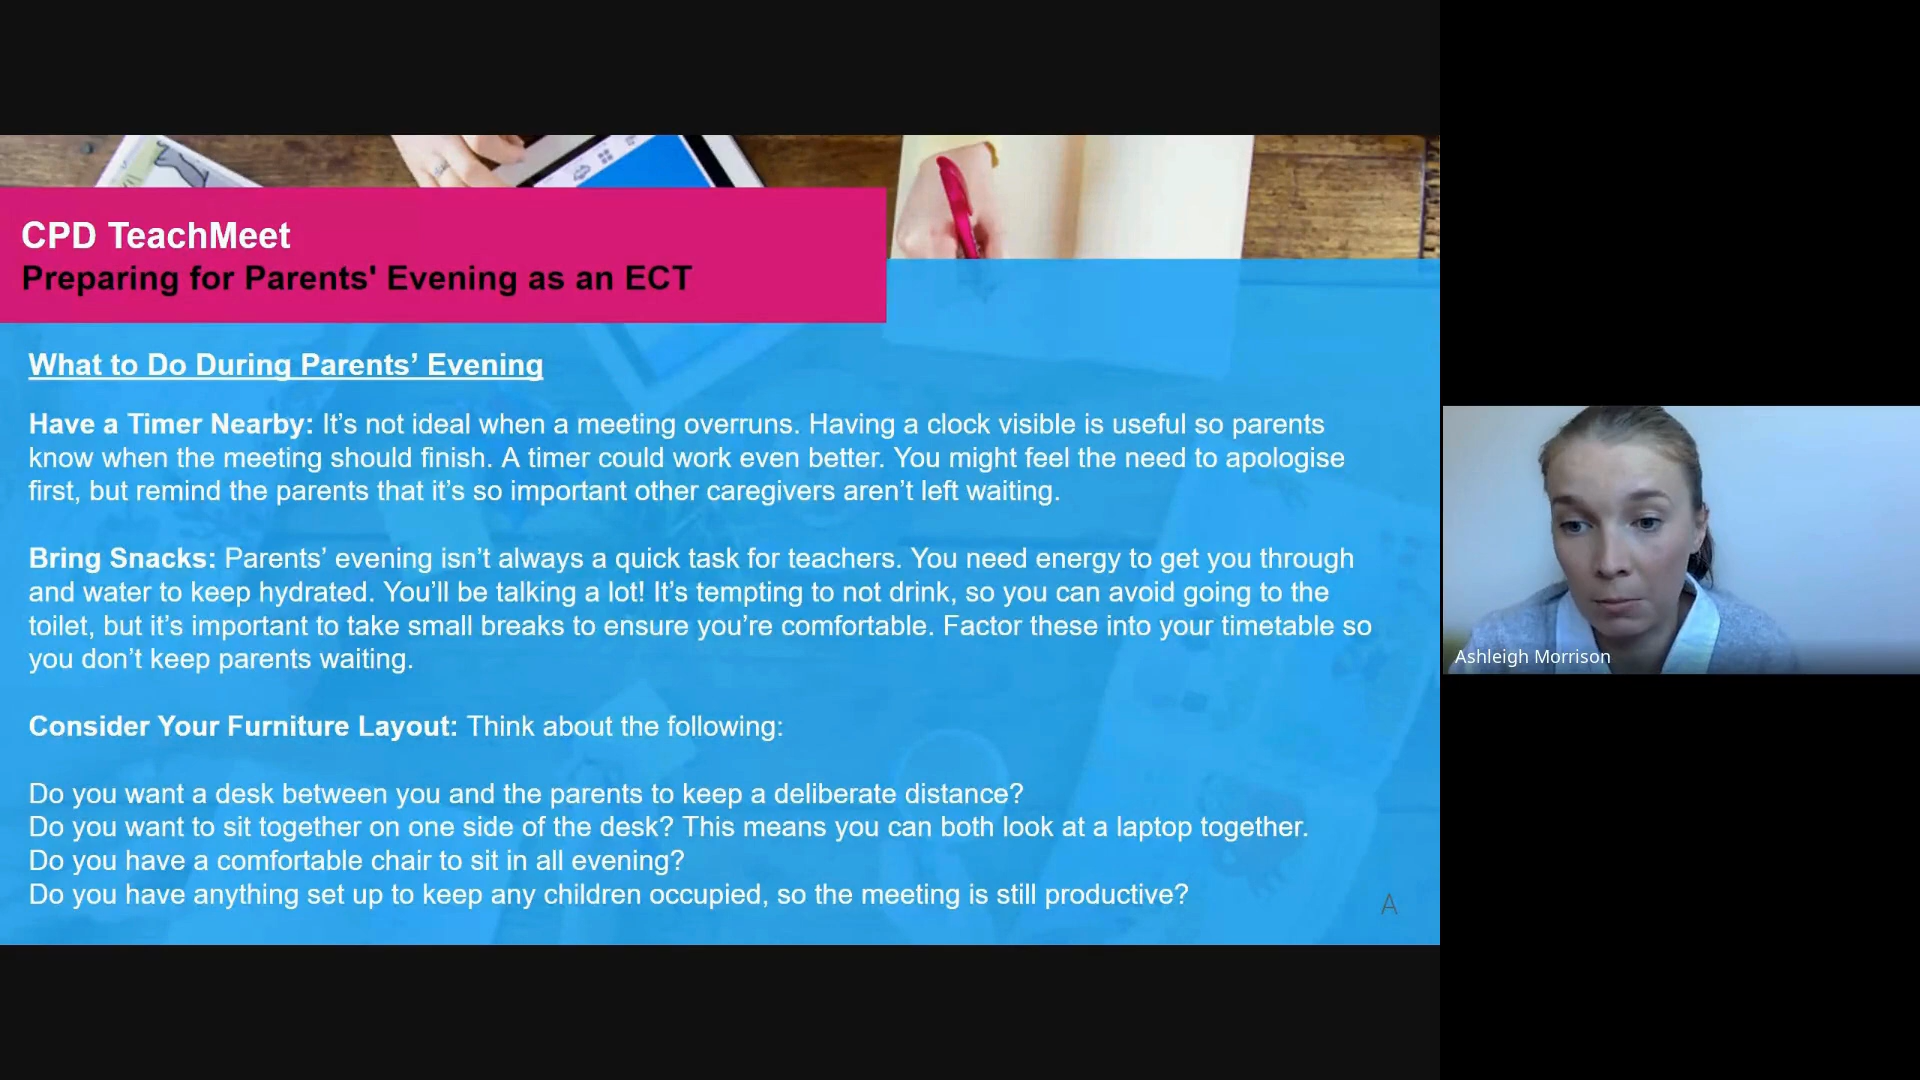 CPD TeachMeet
Preparing for Parents' Evening as an ECT
What to Do During Parents’ Evening
Have a Timer Nearby: It’s not ideal when a meeting overruns. Having a clock visible is useful so parents
know when the meeting should finish. A timer could work even better. You might feel the need to apologise
first, but remind the parents that it’s so important other caregivers aren’t left waiting.
Bring Snacks: Parents’ evening isn’t always a quick task for teachers. You need energy to get you through
and water to keep hydrated. You’ll be talking a lot! It’s tempting to not drink, so you can avoid going to the
toilet, but it’s important to take small breaks to ensure you’re comfortable. Factor these into your timetable so
you don’t keep parents waiting.
Consider Your Furniture Layout: Think about the following:
Do you want a desk between you and the parents to keep a deliberate distance?
Do you want to sit together on one side of the desk? This means you can both look at a laptop together.
Do you have a comfortable chair to sit in all evening?
Do you have anything set up to keep any children occupied, so the meeting is still productive?
A
Ashleigh Morrison